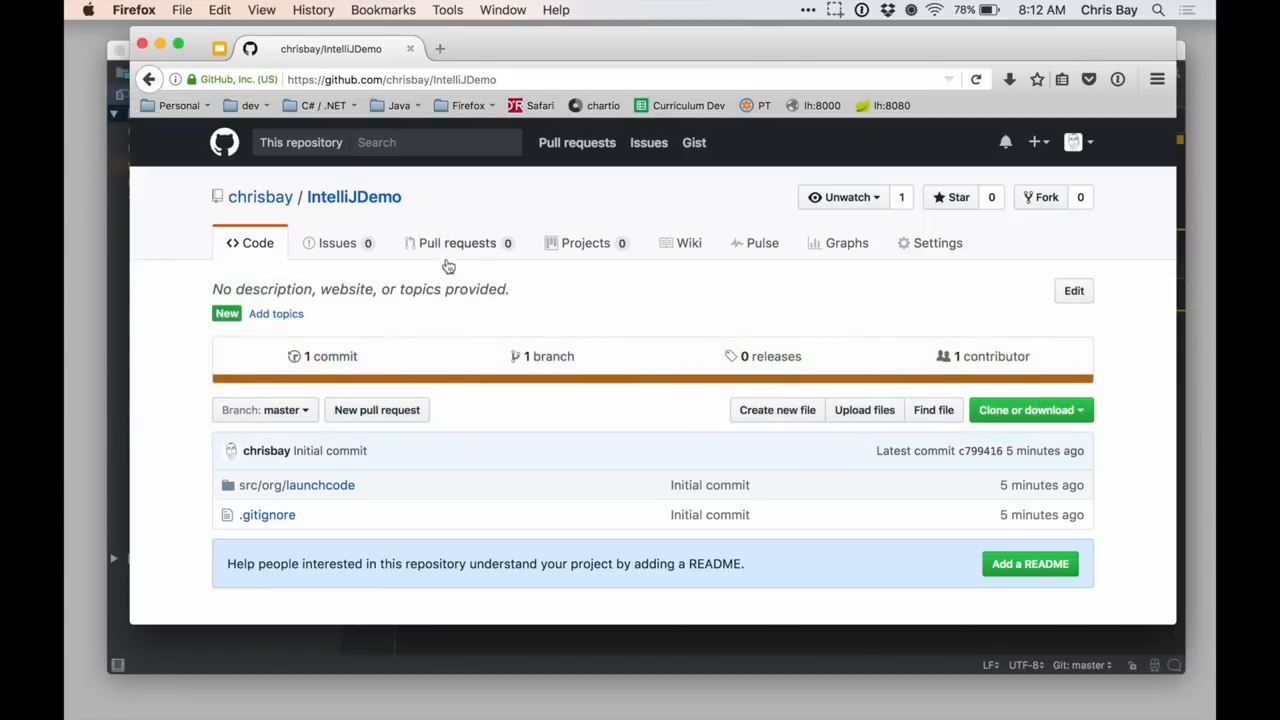 Firefox File Edit View History Bookmarks Tools Window Help 78% 8:12 AM Chris Bay
chrisbay/IntelliJDemo
GitHub, Inc. (US) https://github.com/chrisbay/IntelliJDemo
Personal dev C# / .NET Java Firefox Safari chartio Curriculum Dev PT lh:8000 lh:8080
This repository Search Pull requests Issues Gist
chrisbay / IntelliJDemo Unwatch 1 Star 0 Fork 0
Code Issues 0 Pull requests 0 Projects 0 Wiki Pulse Graphs Settings
No description, website, or topics provided. Edit
New Add topics
1 commit 1 branch 0 releases 1 contributor
Branch: master New pull request Create new file Upload files Find file Clone or download
chrisbay Initial commit Latest commit c799416 5 minutes ago
src/org/launchcode Initial commit 5 minutes ago
.gitignore Initial commit 5 minutes ago
Help people interested in this repository understand your project by adding a README. Add a README
LF UTF-8 Git: master